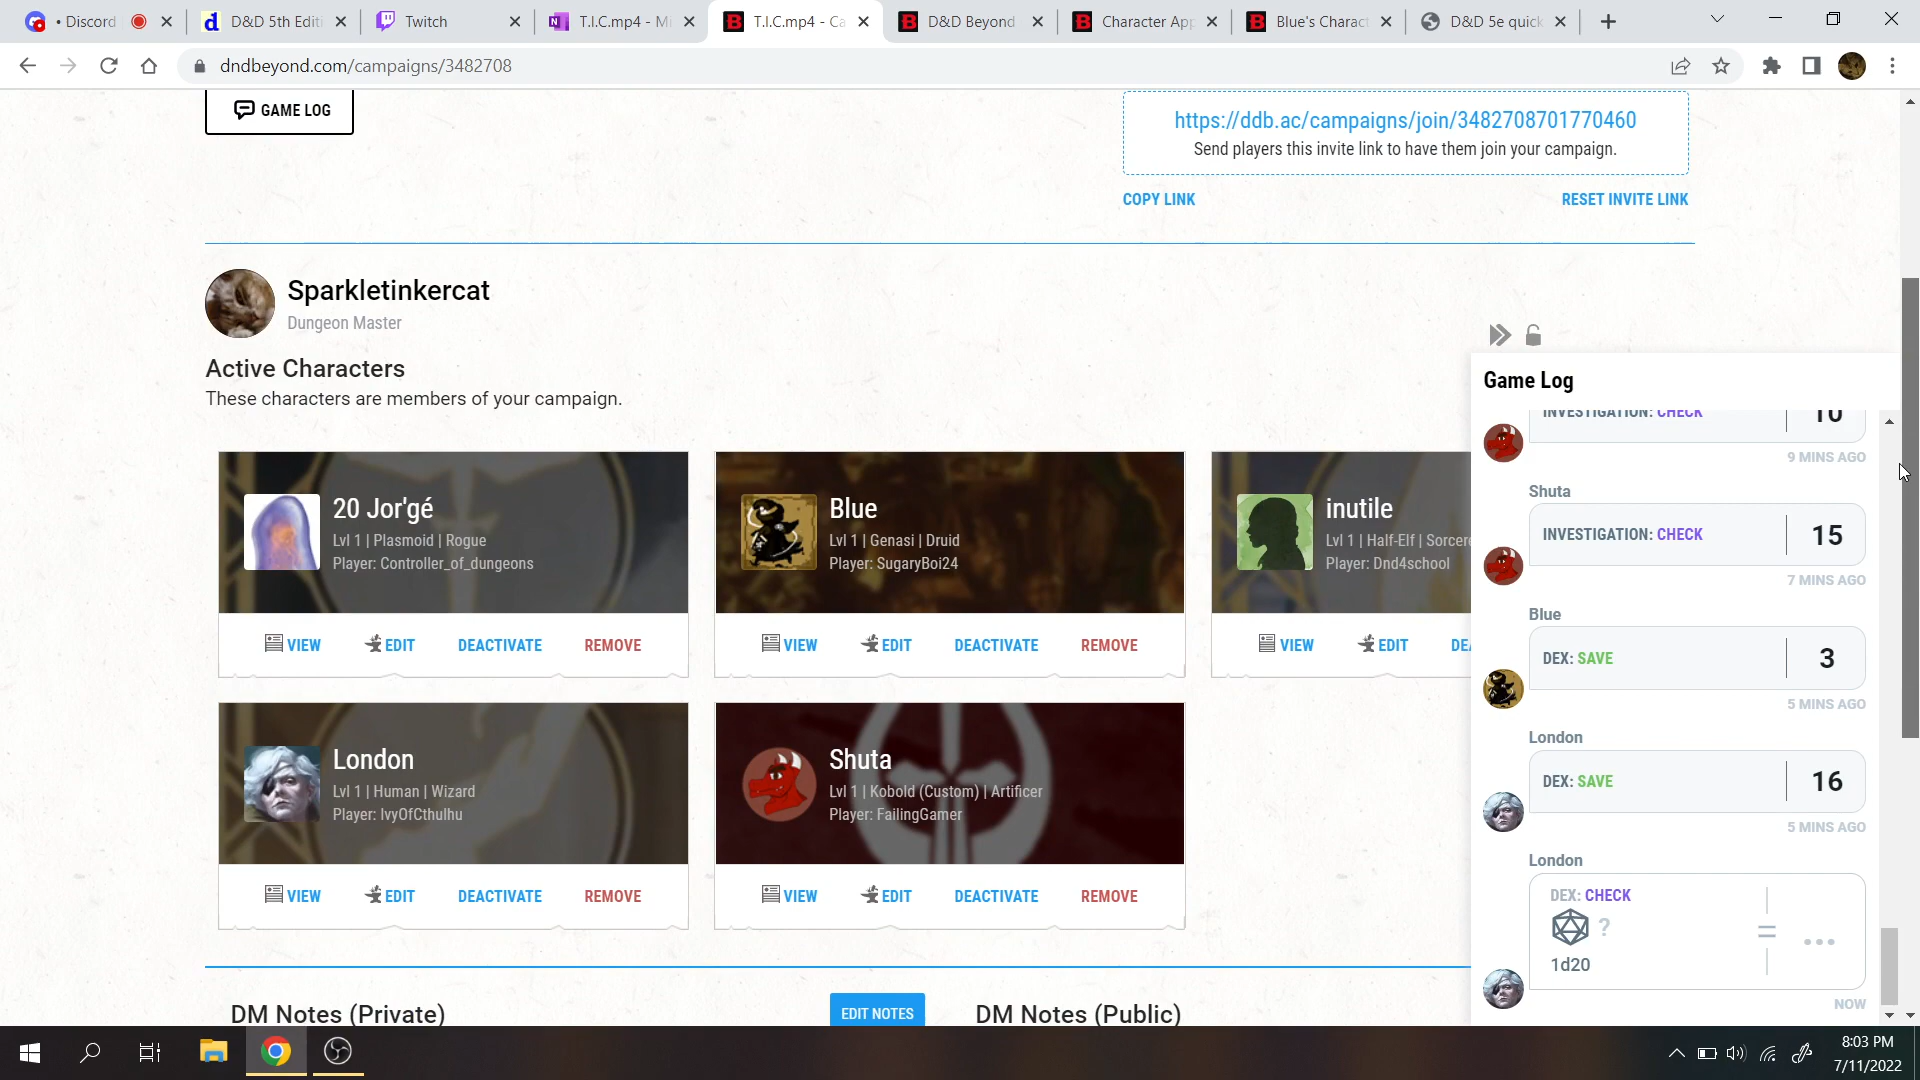 • Discord
D&D 5th Editi
Twitch
T.I.C.mp4 - Mi
T.I.C.mp4 - Ca
D&D Beyond
Character App
Blue's Charact
D&D 5e quick
dndbeyond.com/campaigns/3482708
GAME LOG
https://ddb.ac/campaigns/join/3482708701770460
Send players this invite link to have them join your campaign.
COPY LINK
RESET INVITE LINK
Sparkletinkercat
Dungeon Master
Active Characters
These characters are members of your campaign.
20 Jor'gé
Lvl 1 | Plasmoid | Rogue
Player: Controller_of_dungeons
VIEW EDIT DEACTIVATE REMOVE
Blue
Lvl 1 | Genasi | Druid
Player: SugaryBoi24
VIEW EDIT DEACTIVATE REMOVE
inutile
Lvl 1 | Half-Elf | Sorcere
Player: Dnd4school
VIEW EDIT DEA
London
Lvl 1 | Human | Wizard
Player: IvyOfCthulhu
VIEW EDIT DEACTIVATE REMOVE
Shuta
Lvl 1 | Kobold (Custom) | Artificer
Player: FailingGamer
VIEW EDIT DEACTIVATE REMOVE
DM Notes (Private)
EDIT NOTES
DM Notes (Public)
Game Log
INVESTIGATION: CHECK 10
9 MINS AGO
Shuta
INVESTIGATION: CHECK 15
7 MINS AGO
Blue
DEX: SAVE 3
5 MINS AGO
London
DEX: SAVE 16
5 MINS AGO
London
DEX: CHECK
? = ...
1d20
NOW
8:03 PM
7/11/2022